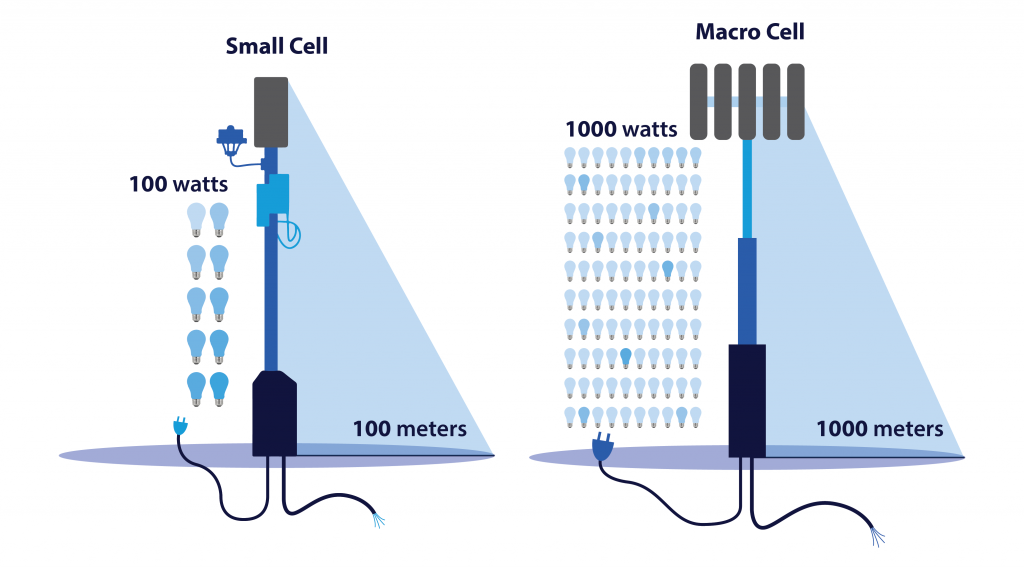 Small Cell
100 watts
100 meters
Macro Cell
1000 watts
1000 meters